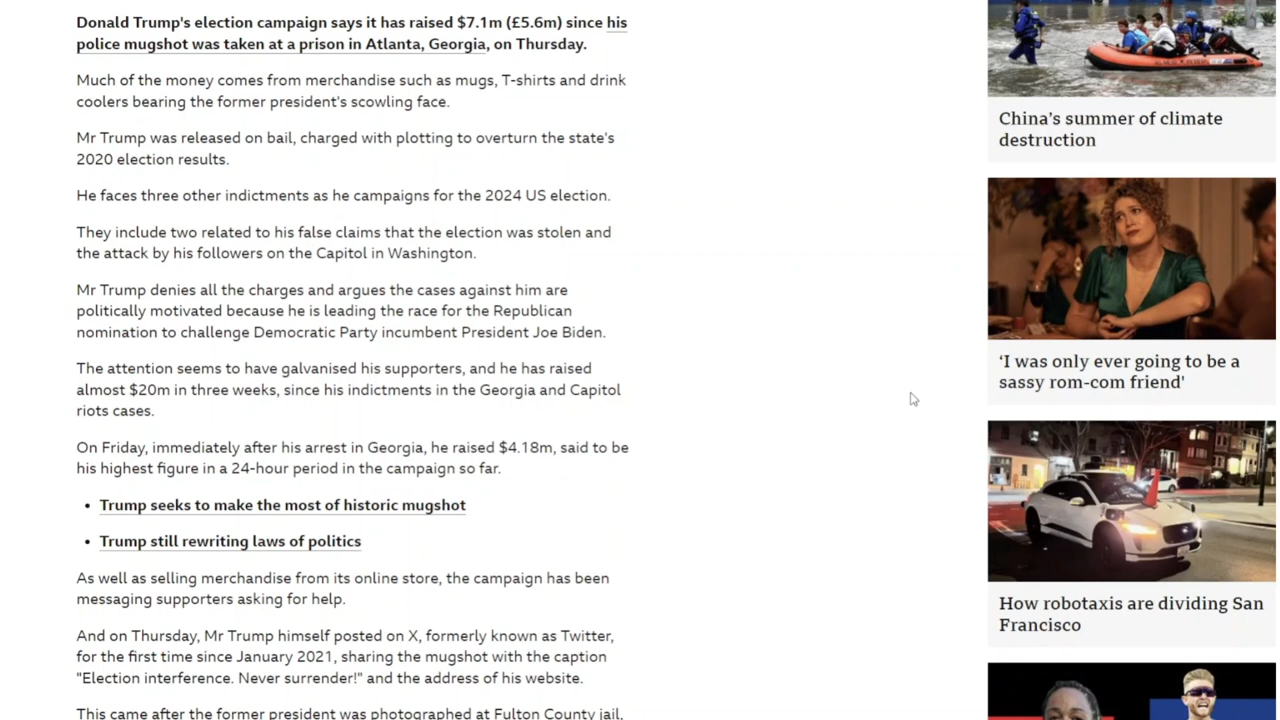 Donald Trump's election campaign says it has raised $7.1m (£5.6m) since his
police mugshot was taken at a prison in Atlanta, Georgia, on Thursday.
Much of the money comes from merchandise such as mugs, T-shirts and drink
coolers bearing the former president's scowling face.
Mr Trump was released on bail, charged with plotting to overturn the state's
2020 election results.
He faces three other indictments as he campaigns for the 2024 US election.
They include two related to his false claims that the election was stolen and
the attack by his followers on the Capitol in Washington.
Mr Trump denies all the charges and argues the cases against him are
politically motivated because he is leading the race for the Republican
nomination to challenge Democratic Party incumbent President Joe Biden.
The attention seems to have galvanised his supporters, and he has raised
almost $20m in three weeks, since his indictments in the Georgia and Capitol
riots cases.
On Friday, immediately after his arrest in Georgia, he raised $4.18m, said to be
his highest figure in a 24-hour period in the campaign so far.
• Trump seeks to make the most of historic mugshot
• Trump still rewriting laws of politics
As well as selling merchandise from its online store, the campaign has been
messaging supporters asking for help.
And on Thursday, Mr Trump himself posted on X, formerly known as Twitter,
for the first time since January 2021, sharing the mugshot with the caption
"Election interference. Never surrender!" and the address of his website.
This came after the former president was photographed at Fulton County jail,
China's summer of climate
destruction
'I was only ever going to be a
sassy rom-com friend'
How robotaxis are dividing San
Francisco